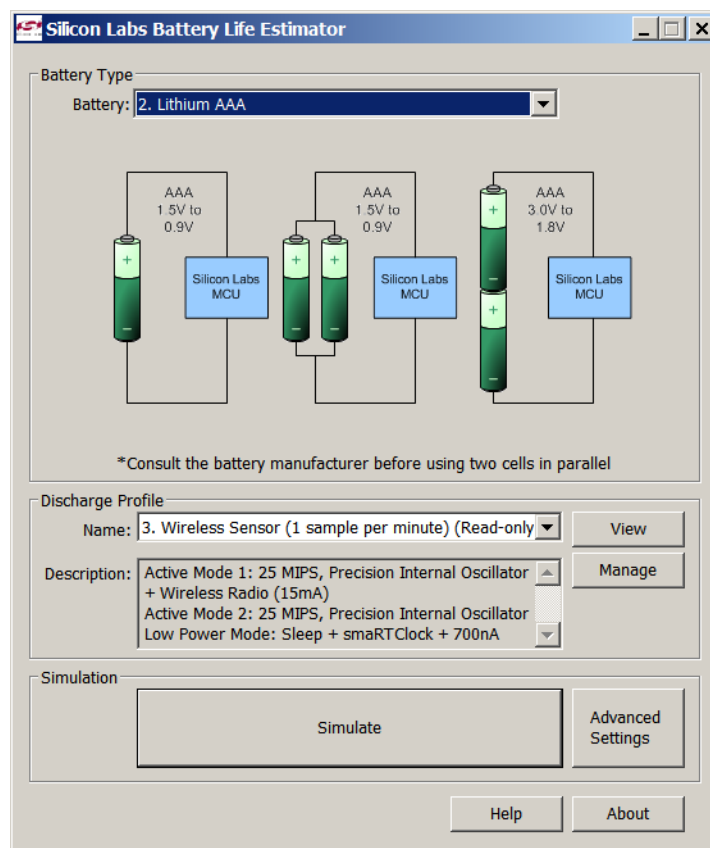 Silicon Labs Battery Life Estimator
Battery Type
Battery: 2. Lithium AAA
AAA
1.5V to
0.9V
+
Silicon Labs
MCU
−
AAA
1.5V to
0.9V
+ +
Silicon Labs
MCU
− −
AAA
3.0V to
1.8V
+
Silicon Labs
MCU
+
−
*Consult the battery manufacturer before using two cells in parallel
Discharge Profile
Name: 3. Wireless Sensor (1 sample per minute) (Read-only View
Description: Active Mode 1: 25 MIPS, Precision Internal Oscillator Manage
+ Wireless Radio (15mA)
Active Mode 2: 25 MIPS, Precision Internal Oscillator
Low Power Mode: Sleep + smaRTClock + 700nA
Simulation
Simulate
Advanced
Settings
Help About